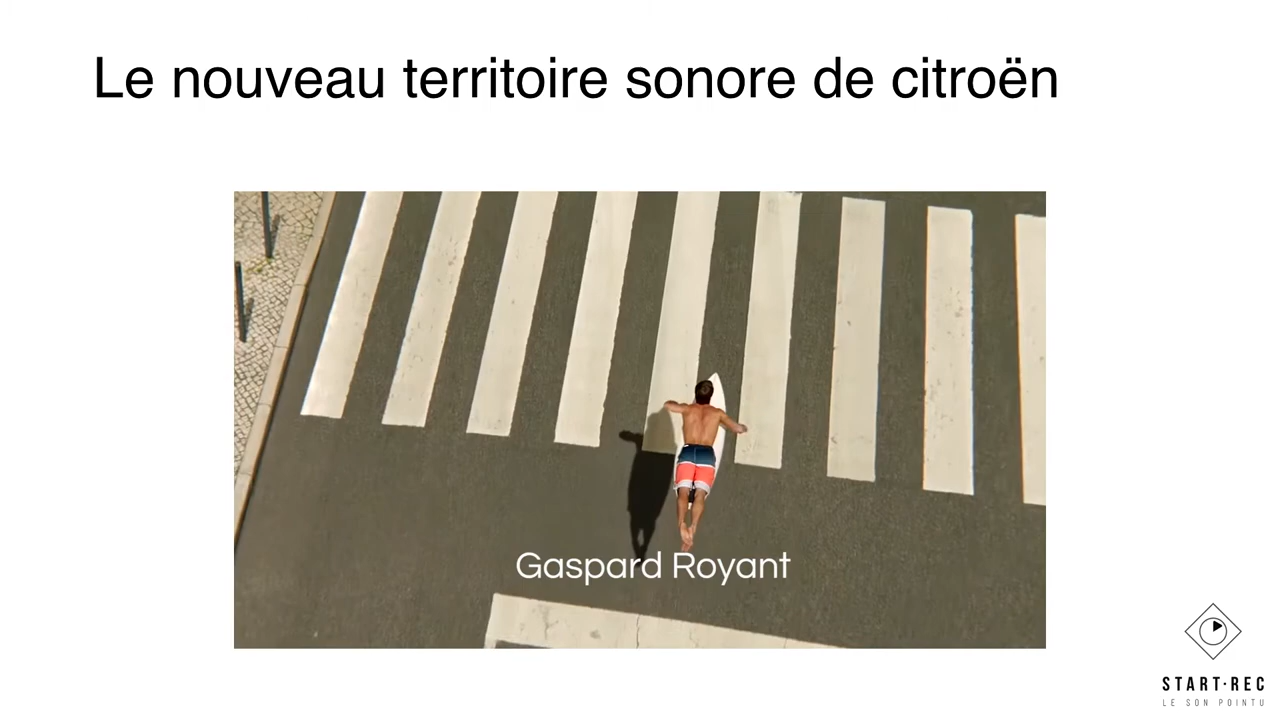 Le nouveau territoire sonore de citroën
Gaspard Royant
START·REC
LE SON POINTU